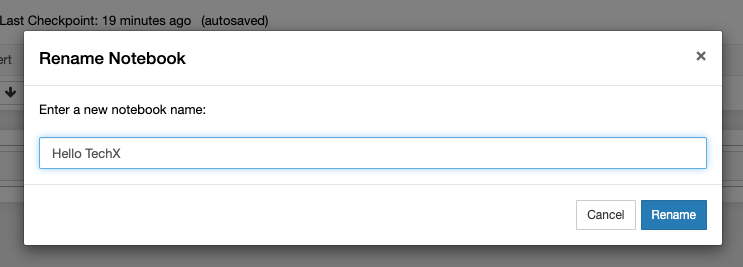 Last Checkpoint: 19 minutes ago (autosaved)
Rename Notebook
×
ert
Enter a new notebook name:
Hello TechX
Cancel Rename